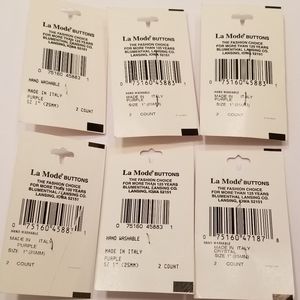 La Mode® BUTTONS
THE FASHION CHOICE
FOR MORE THAN 125 YEARS
BLUMENTHAL LANSING CO.
LANSING, IOWA 52151
0 75160 45883 1
HAND WASHABLE
MADE IN ITALY
PURPLE
SZ 1" (25MM) 2 COUNT
La Mode® BUTTONS
THE FASHION CHOICE
FOR MORE THAN 125 YEARS
BLUMENTHAL LANSING CO.
LANSING, IOWA 52151
0 75160 45883 1
HAND WASHABLE
MADE IN ITALY
PURPLE
SIZE 1" (25MM)
2 COUNT
La Mode® BUTTONS
THE FASHION CHOICE
FOR MORE THAN 125 YEARS
BLUMENTHAL LANSING CO.
LANSING, IOWA 52151
0 75160 45883 1
HAND WASHABLE
MADE IN ITALY
PURPLE
SIZE 1" (25MM)
2 COUNT
La Mode® BUTTONS
THE FASHION CHOICE
FOR MORE THAN 125 YEARS
BLUMENTHAL LANSING CO.
LANSING, IOWA 52151
0 75160 45883 1
HAND WASHABLE
MADE IN ITALY
PURPLE
SIZE 1" (25MM)
2 COUNT
La Mode® BUTTONS
THE FASHION CHOICE
FOR MORE THAN 125 YEARS
BLUMENTHAL LANSING CO.
LANSING, IOWA 52151
0 75160 45883 1
HAND WASHABLE
MADE IN ITALY
PURPLE
SZ 1" (25MM) 2 COUNT
La Mode® BUTTONS
THE FASHION CHOICE
FOR MORE THAN 125 YEARS
BLUMENTHAL LANSING CO.
LANSING, IOWA 52151
0 75160 47187 8
HAND WASHABLE
MADE IN ITALY
CRYSTAL
SIZE 1" (25MM)
2 COUNT